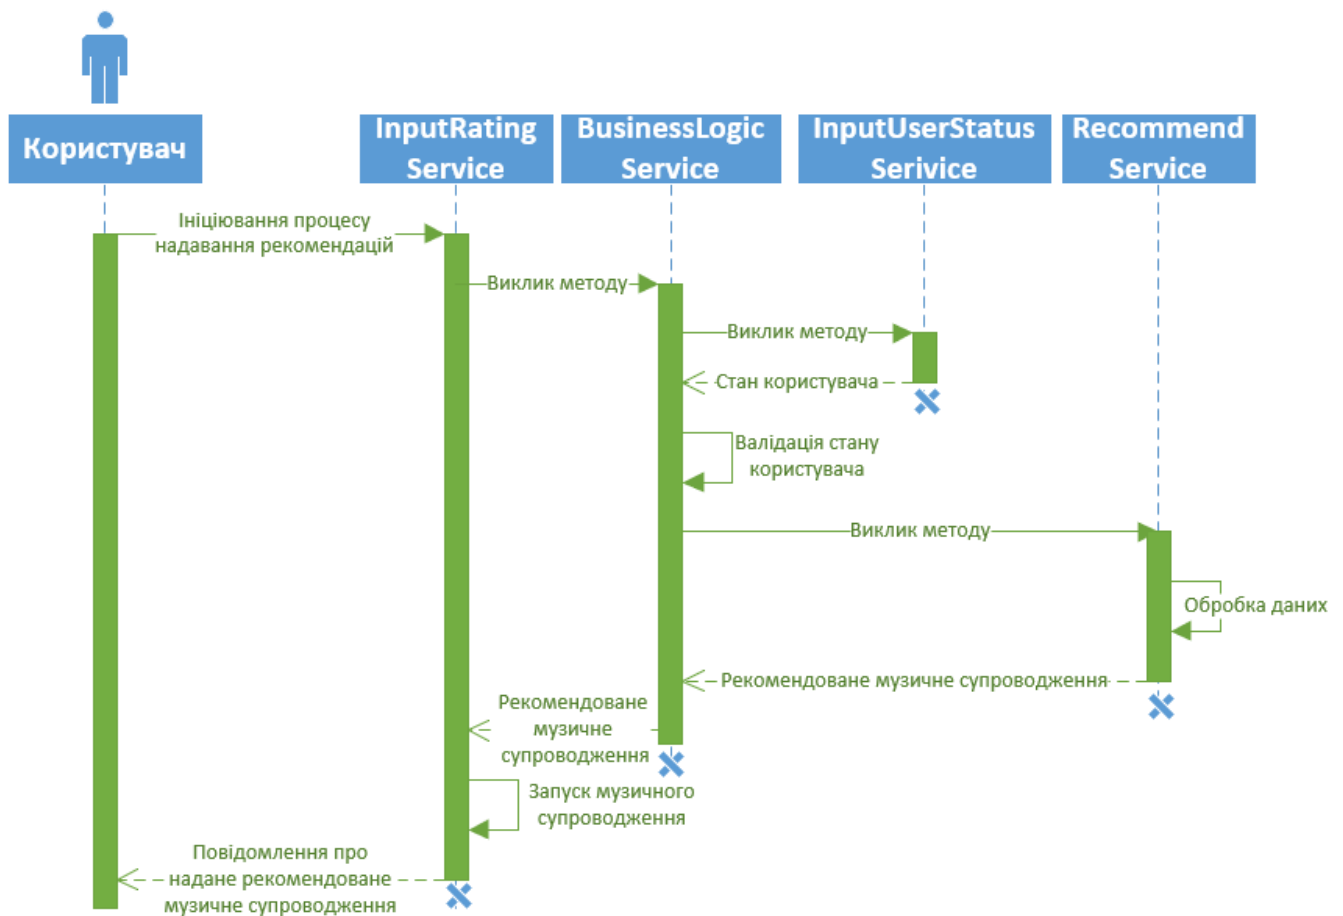 Користувач
InputRating
Service
BusinessLogic
Service
InputUserStatus
Serivice
Recommend
Service
Ініціювання процесу
надавання рекомендацій
Виклик методу
Виклик методу
Стан користувача
Валідація стану
користувача
Виклик методу
Обробка даних
Рекомендоване музичне супроводження
Рекомендоване
музичне
супроводження
Запуск музичного
супроводження
Повідомлення про
надане рекомендоване
музичне супроводження